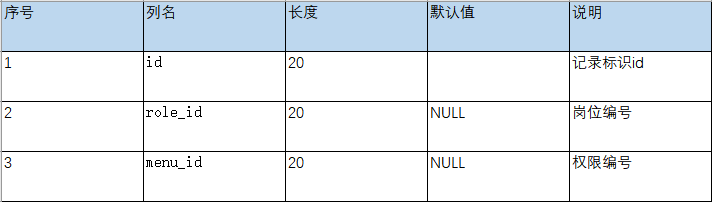 序号 列名 长度 默认值 说明
1 id 20 记录标识id
2 role_id 20 NULL 岗位编号
3 menu_id 20 NULL 权限编号